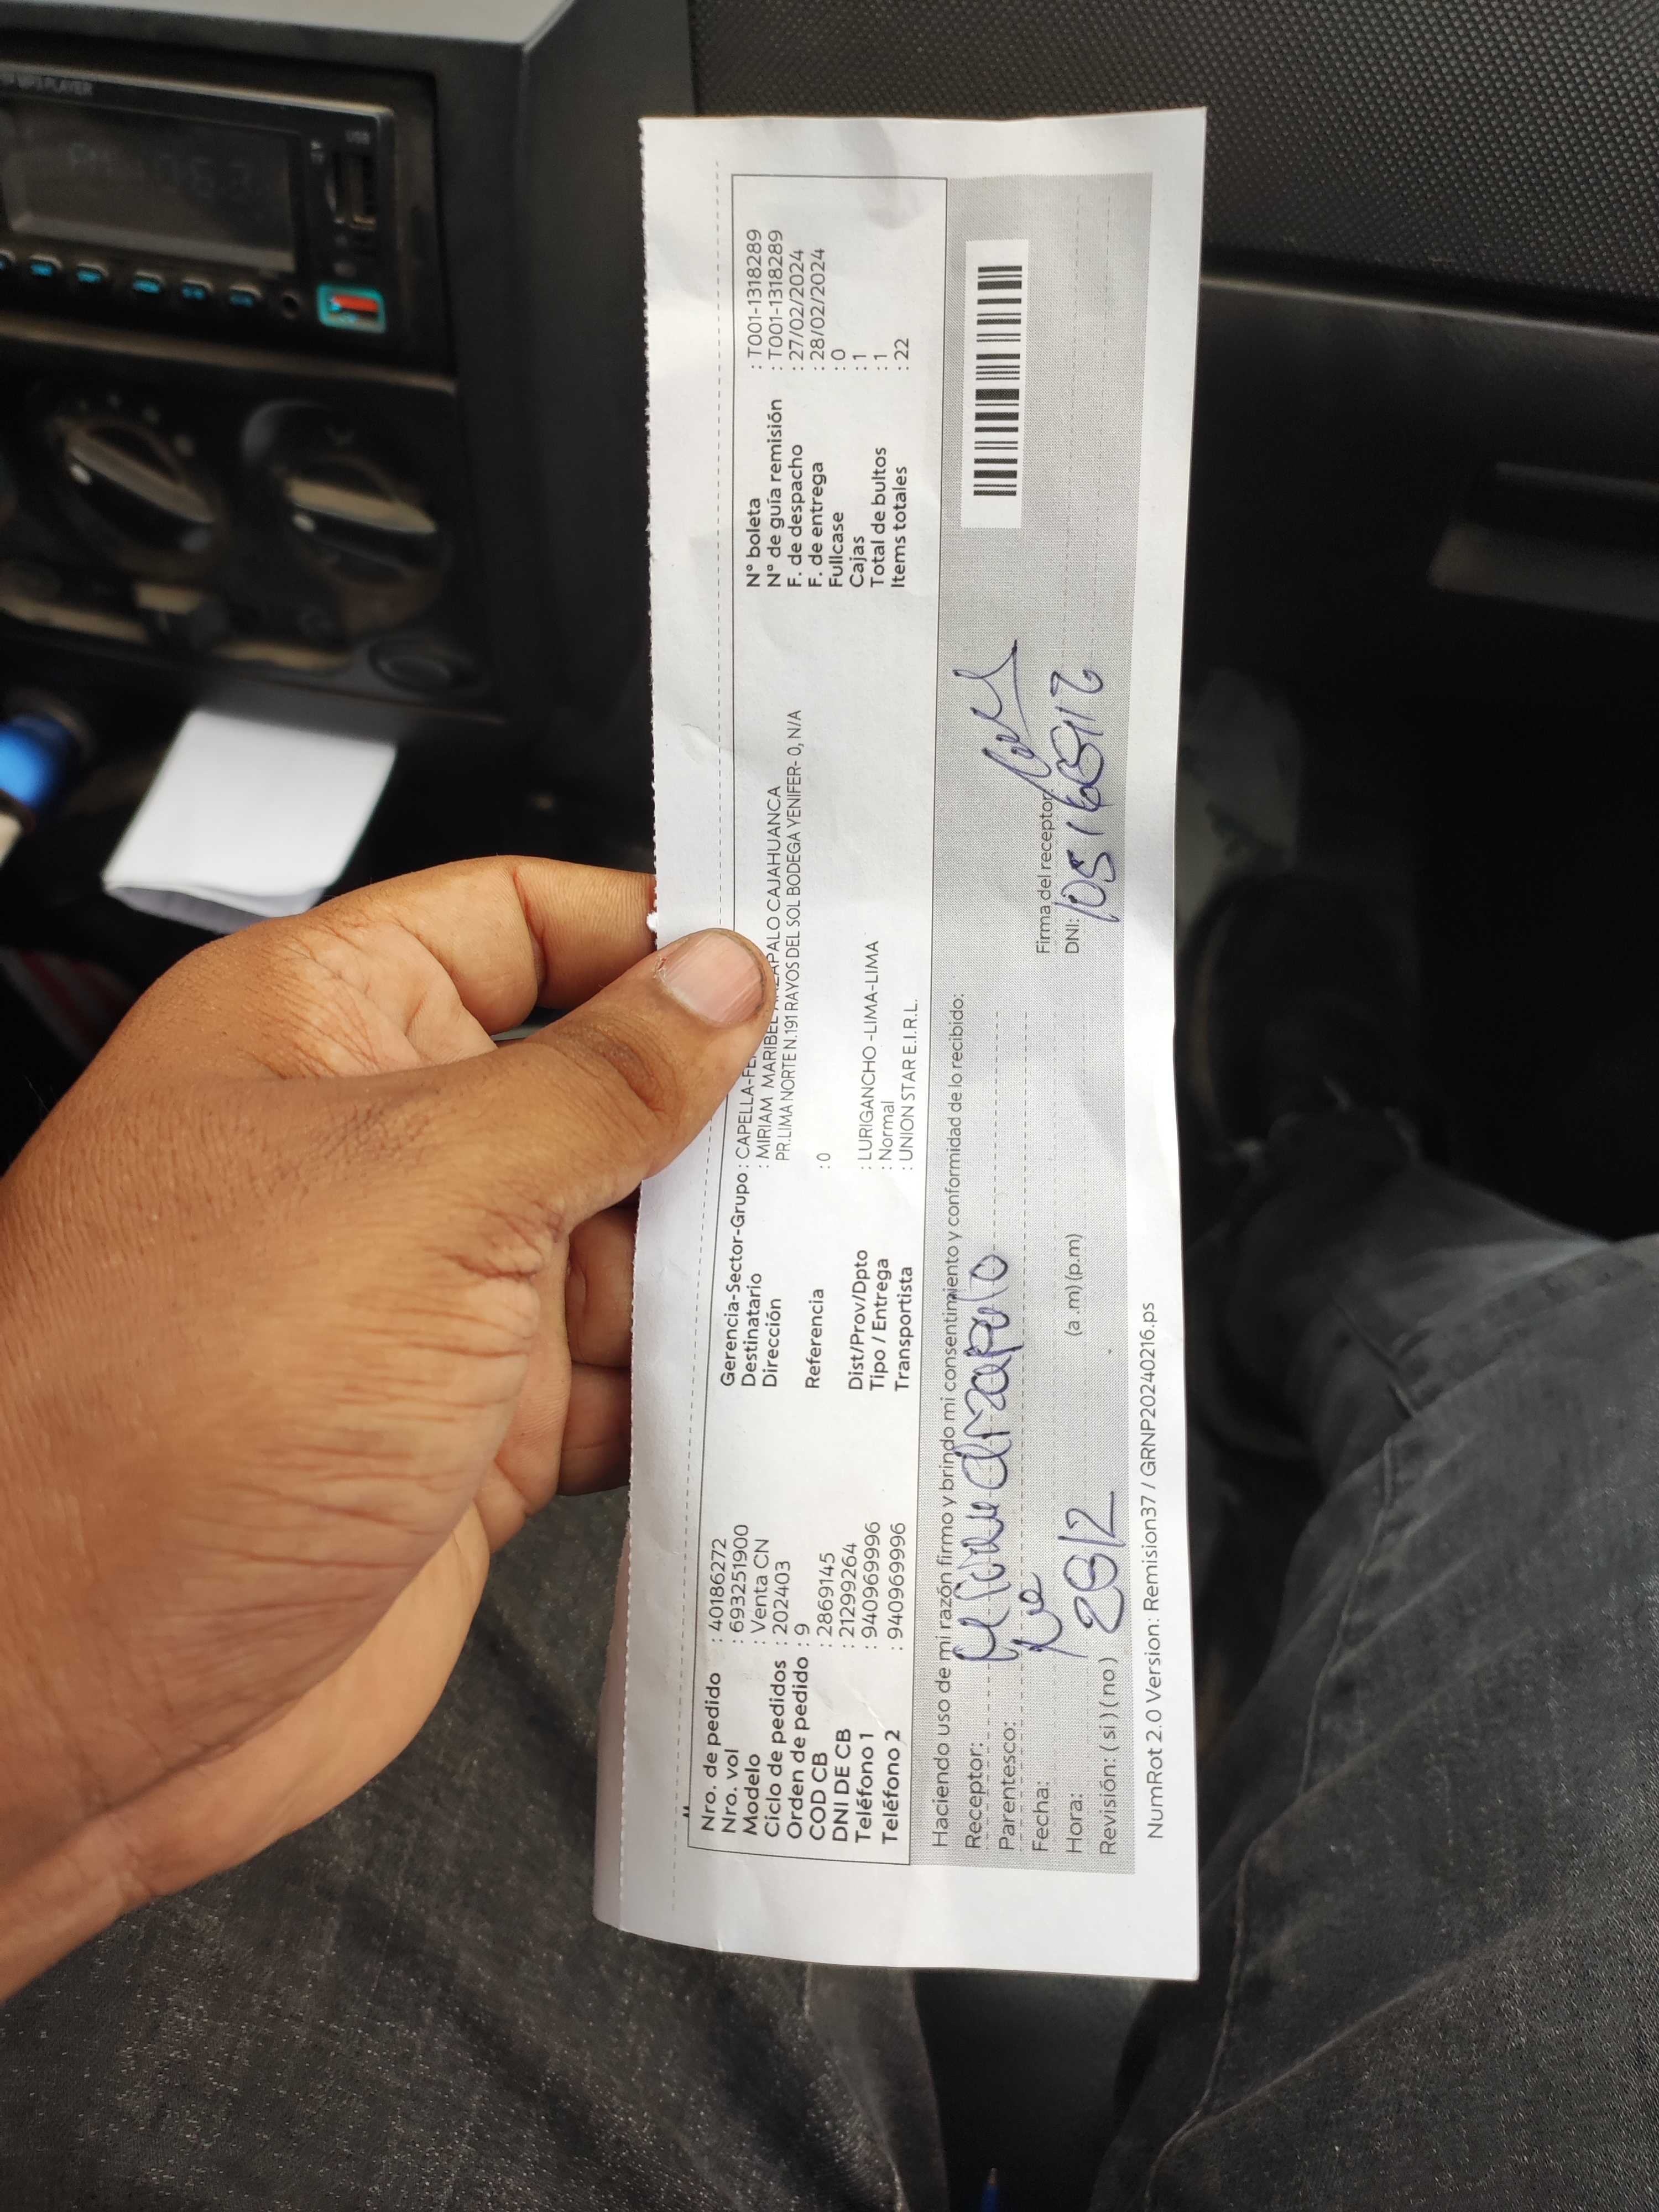 Nro. de pedido : 40186272
Nro. vol : 693251900
Modelo : Venta CN
Ciclo de pedidos : 202403
Orden de pedido : 9
COD CB : 2869145
DNI DE CB : 21299264
Teléfono 1 : 940969996
Teléfono 2 : 940969996
Gerencia-Sector-Grupo : CAPELLA-
Destinatario : MIRIAM MARIBEL CAJAHUANCA
Dirección PR.LIMA NORTE N.191 RAYOS DEL SOL BODEGA YENIFER- 0, N/A
Referencia :0
Dist/Prov/Dpto : LURIGANCHO -LIMA-LIMA
Tipo / Entrega : Normal
Transportista : UNION STAR E.I.R.L.
N° boleta : T001-1318289
N° de guía remisión : T001-1318289
F. de despacho : 27/02/2024
F. de entrega : 28/02/2024
Fullcase : 0
Cajas : 1
Total de bultos : 1
Items totales : 22
Haciendo uso de mi razón firmo y brindo mi consentimiento y conformidad de lo recibido:
Receptor: Arzapalo
Parentesco:
Fecha: 28/2
Hora: (a .m) (p.m)
Revisión: ( si ) ( no )
Firma del receptor:
DNI:
NumRot 2.0 Version: Remision37 / GRNP20240216.ps